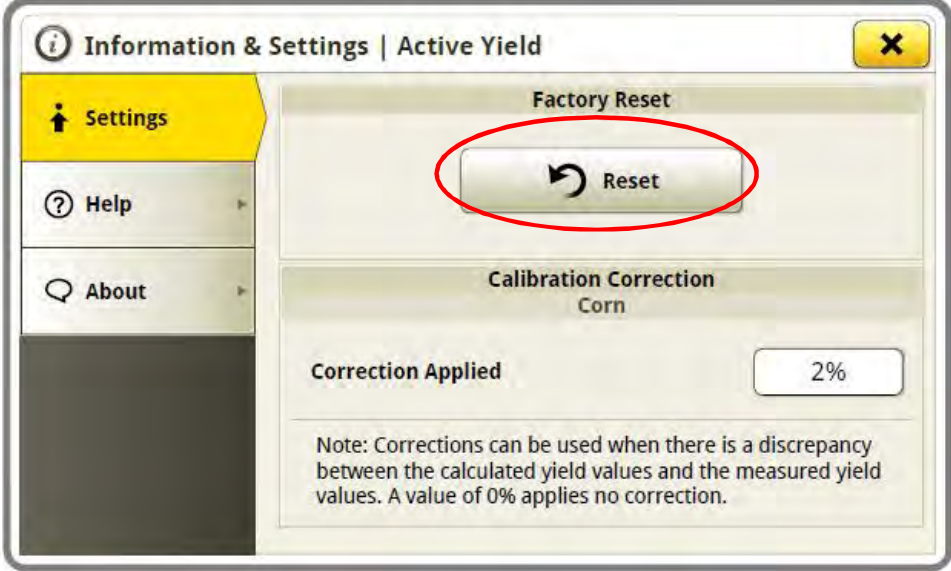 Information & Settings | Active Yield
Settings
Help
About
Factory Reset
Reset
Calibration Correction
Corn
Correction Applied
2%
Note: Corrections can be used when there is a discrepancy
between the calculated yield values and the measured yield
values. A value of 0% applies no correction.